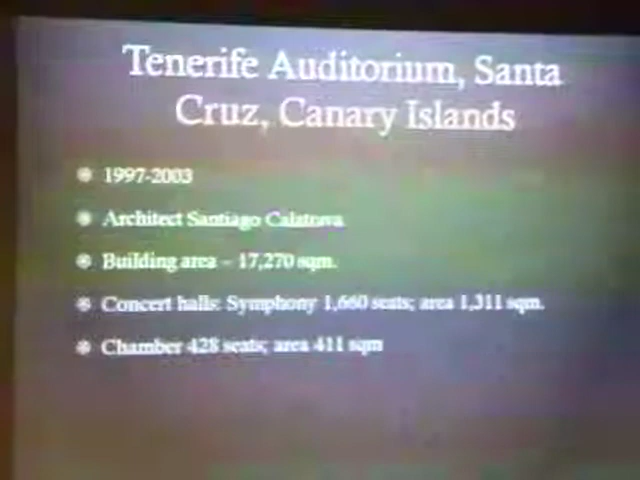 Tenerife Auditorium, Santa
Cruz, Canary Islands
1997-2003
Architect Santiago Calatrava
Building area – 17,270 sqm.
Concert halls: Symphony 1,660 seats; area 1,311 sqm.
Chamber 428 seats; area 411 sqm